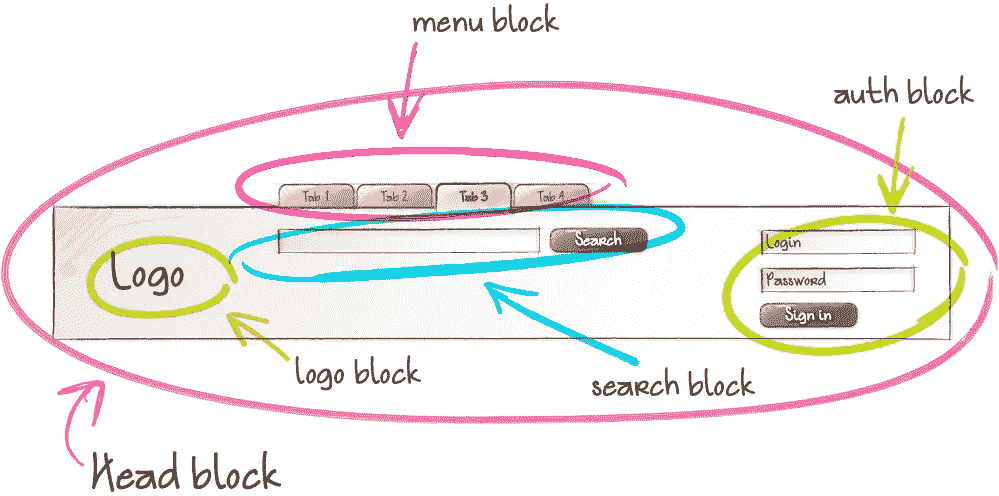 menu block
auth block
Tab 1
Tab 2
Tab 3
Tab 4
Search
Login
Logo
Password
Sign in
logo block
search block
Head block